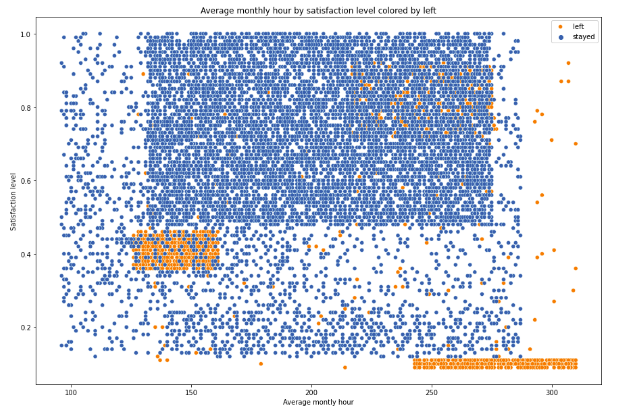 Average monthly hour by satisfaction level colored by left
left
stayed
1.0
0.8
0.6
0.4
0.2
Satisfaction level
100
150
200
250
300
Average montly hour